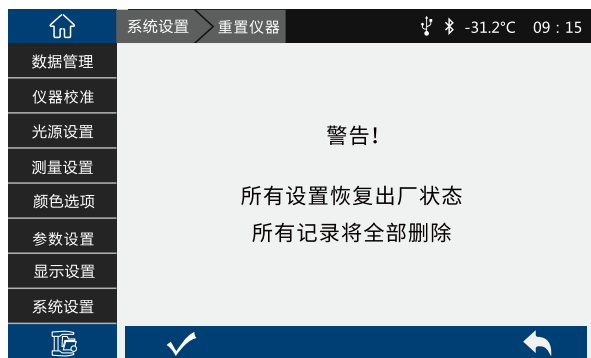 系统设置 重置仪器 -31.2°C 09：15
数据管理
仪器校准
光源设置
测量设置
颜色选项
参数设置
显示设置
系统设置
警告！
所有设置恢复出厂状态
所有记录将全部删除